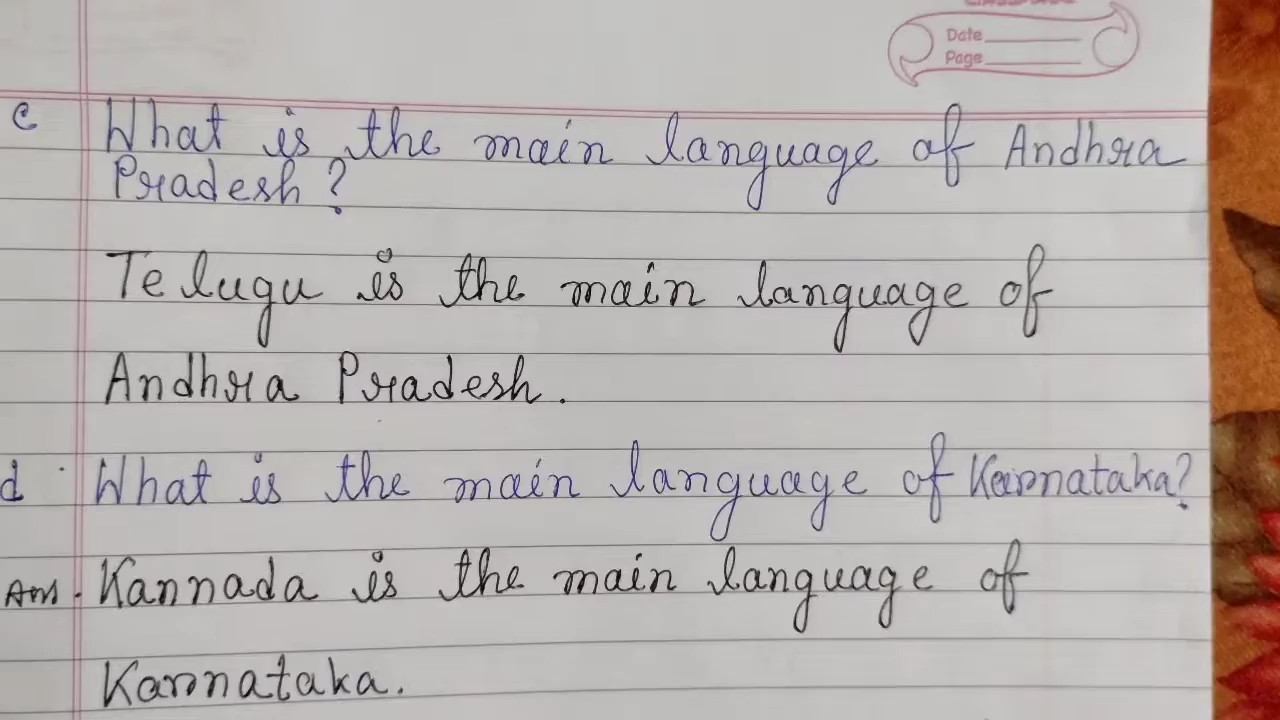 Date
Page
c What is the main language of Andhra
Pradesh?
Telugu is the main language of
Andhra Pradesh.
d. What is the main language of Karnataka?
Ans. Kannada is the main language of
Karnataka.